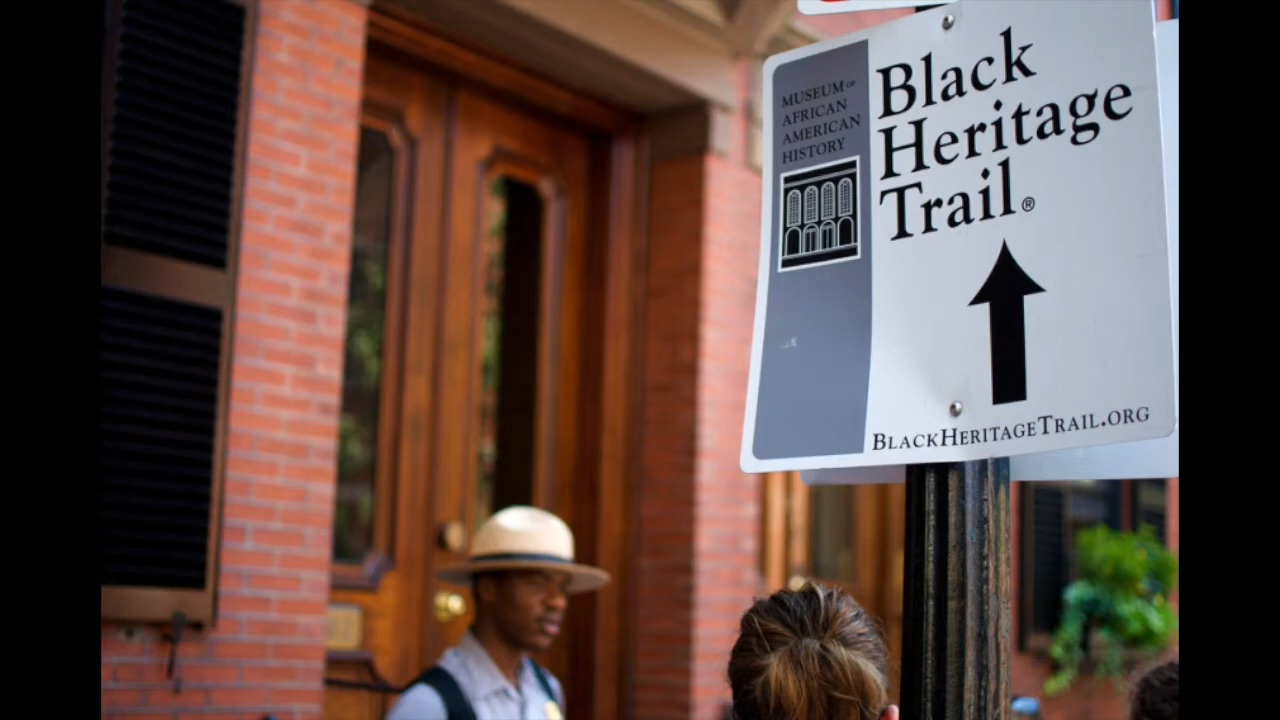 MUSEUM OF
AFRICAN
AMERICAN
HISTORY
Black
Heritage
Trail®
BLACKHERITAGETRAIL.ORG